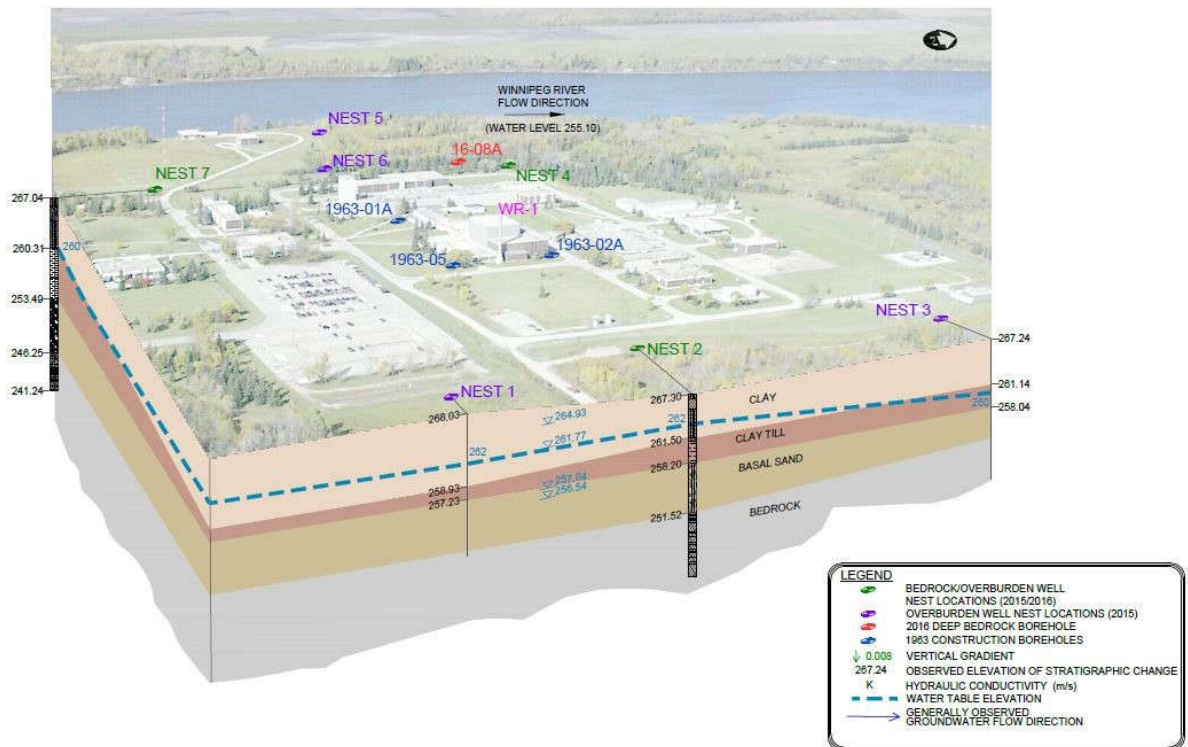 WINNIPEG RIVER
FLOW DIRECTION
(WATER LEVEL 255.10)
NEST 5
16-08A
NEST 6
NEST 4
NEST 7
267.04
1963-01A
WR-1
1963-02A
260.31
260
1963-05
253.49
NEST 3
246.25
NEST 2
267.24
241.24
NEST 1
261.14
268.03
264.93
267.30
CLAY
260
258.04
262
261.77
262
261.50
CLAY TILL
258.20
BASAL SAND
258.93
257.64
257.23
256.54
251.52
BEDROCK
LEGEND
BEDROCK/OVERBURDEN WELL
NEST LOCATIONS (2015/2016)
OVERBURDEN WELL NEST LOCATIONS (2015)
2016 DEEP BEDROCK BOREHOLE
1963 CONSTRUCTION BOREHOLES
0.008 VERTICAL GRADIENT
267.24 OBSERVED ELEVATION OF STRATIGRAPHIC CHANGE
K HYDRAULIC CONDUCTIVITY (m/s)
WATER TABLE ELEVATION
GENERALLY OBSERVED
GROUNDWATER FLOW DIRECTION